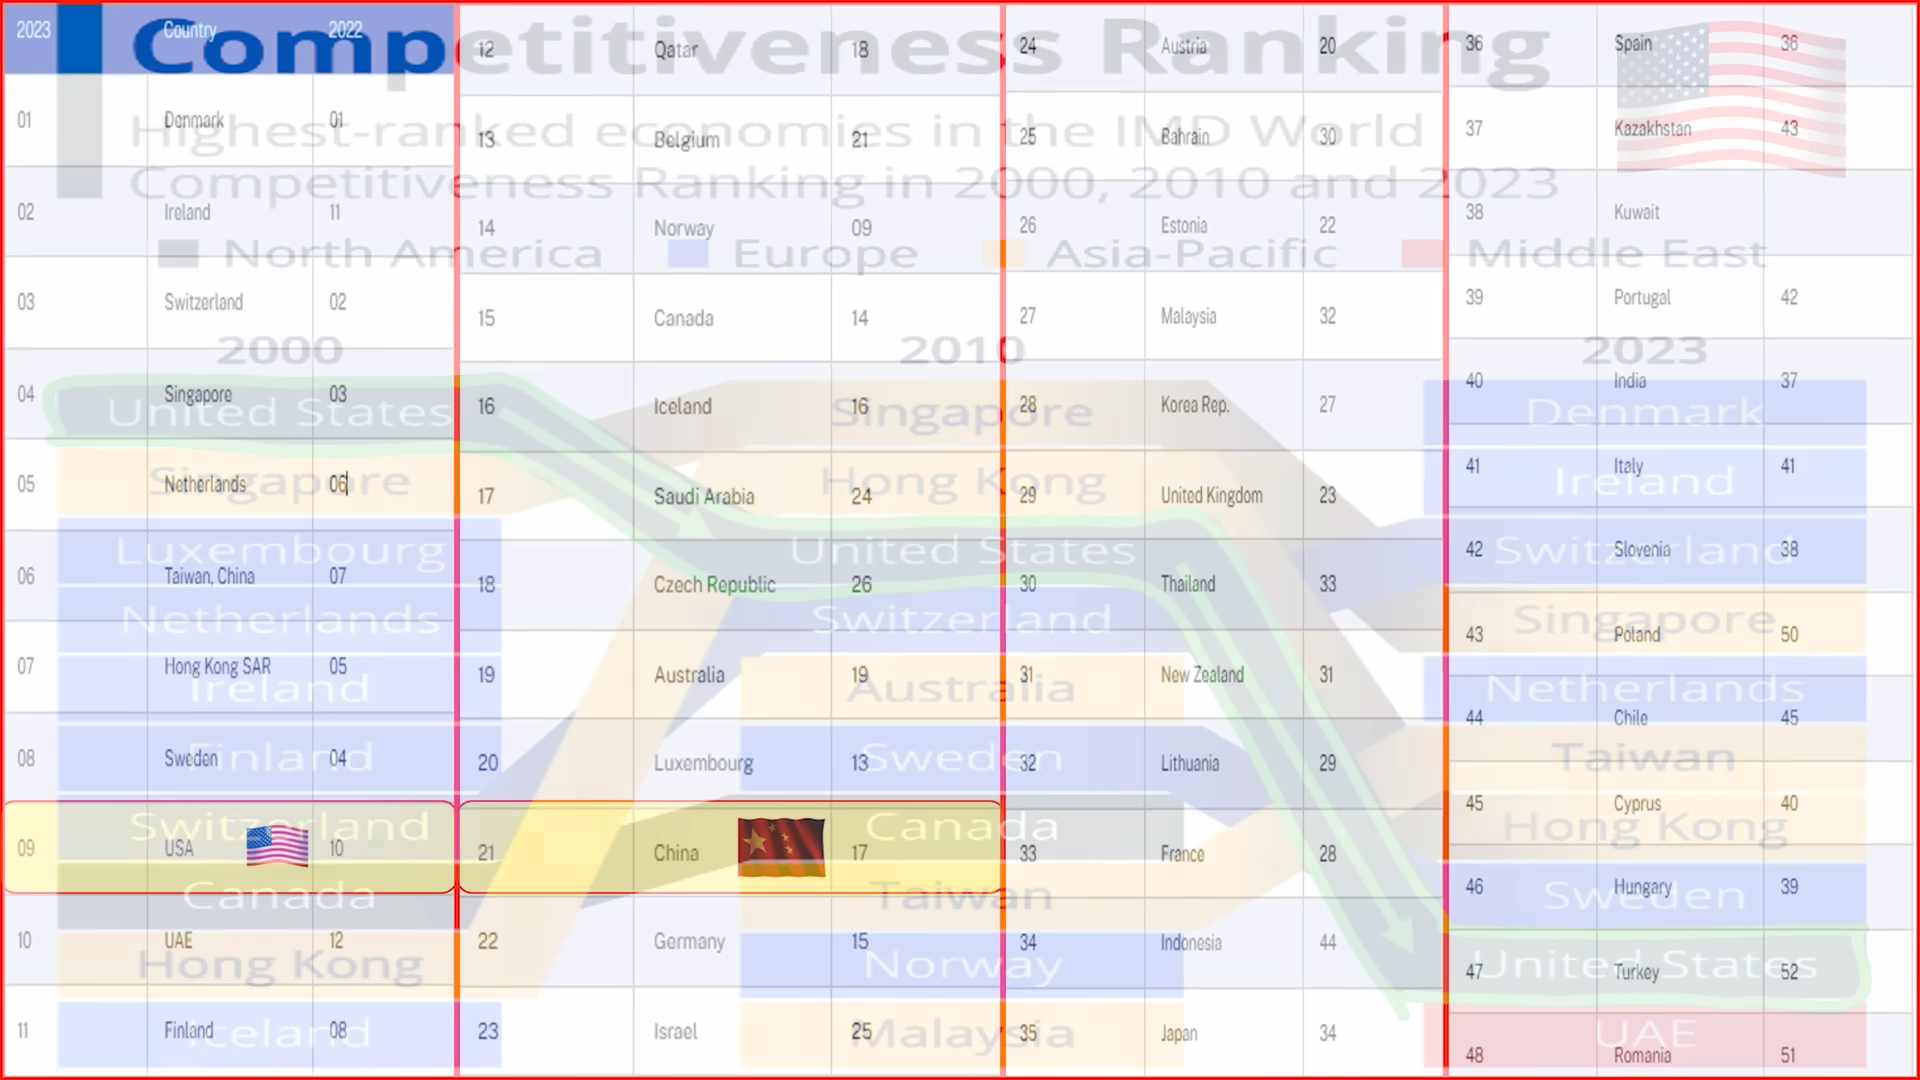 2023 Country 2022
01 Denmark 01
02 Ireland 11
03 Switzerland 02
04 Singapore 03
05 Netherlands 06
06 Taiwan, China 07
07 Hong Kong SAR 05
08 Sweden 04
09 USA 10
10 UAE 12
11 Finland 08
12 Qatar 18
13 Belgium 21
14 Norway 09
15 Canada 14
16 Iceland 16
17 Saudi Arabia 24
18 Czech Republic 26
19 Australia 19
20 Luxembourg 13
21 China 17
22 Germany 15
23 Israel 25
24 Austria 20
25 Bahrain 30
26 Estonia 22
27 Malaysia 32
28 Korea Rep. 27
29 United Kingdom 23
30 Thailand 33
31 New Zealand 31
32 Lithuania 29
33 France 28
34 Indonesia 44
35 Japan 34
36 Spain 36
37 Kazakhstan 43
38 Kuwait
39 Portugal 42
40 India 37
41 Italy 41
42 Slovenia 38
43 Poland 50
44 Chile 45
45 Cyprus 40
46 Hungary 39
47 Turkey 52
48 Romania 51
Competitiveness Ranking
Highest-ranked economies in the IMD World
Competitiveness Ranking in 2000, 2010 and 2023
North America Europe Asia-Pacific Middle East
2000 2010 2023
United States Singapore Denmark
Singapore Hong Kong Ireland
Luxembourg United States Switzerland
Netherlands Switzerland Singapore
Ireland Australia Netherlands
Finland Sweden Taiwan
Switzerland Canada Hong Kong
Canada Taiwan Sweden
Hong Kong Norway United States
Iceland Malaysia UAE